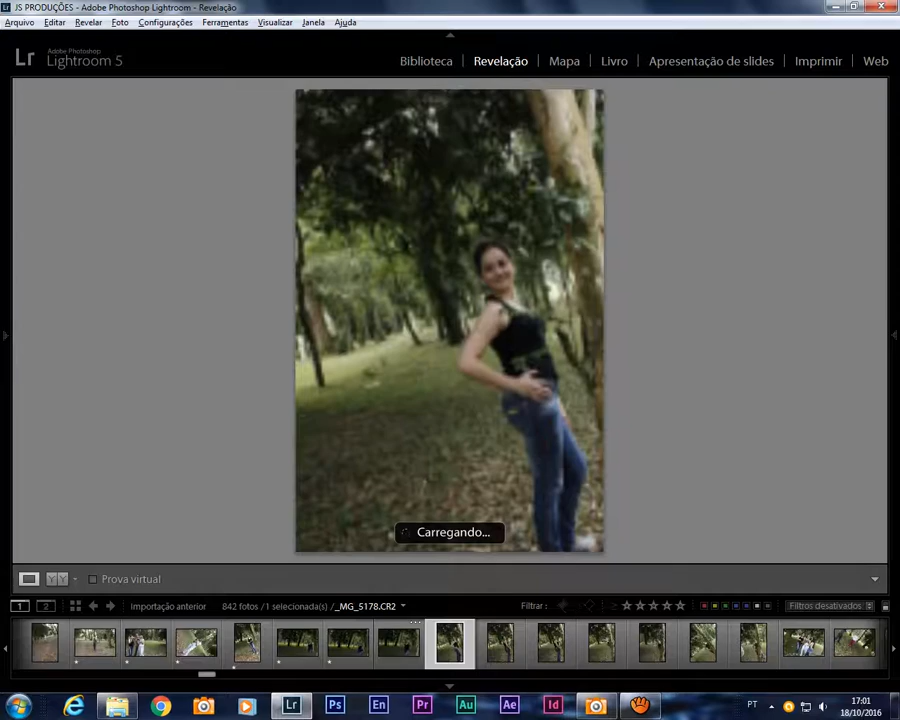 JS PRODUÇÕES - Adobe Photoshop Lightroom - Revelação
Arquivo Editar Revelar Foto Configurações Ferramentas Visualizar Janela Ajuda
Lr Adobe Photoshop
Lightroom 5
Biblioteca | Revelação | Mapa | Livro | Apresentação de slides | Imprimir | Web
Carregando...
YY Prova virtual
1 2 Importação anterior 842 fotos /1 selecionada(s) /_MG_5178.CR2 Filtrar : Filtros desativados
Lr Ps En Pr Au Ae Id PT 17:01
18/10/2016